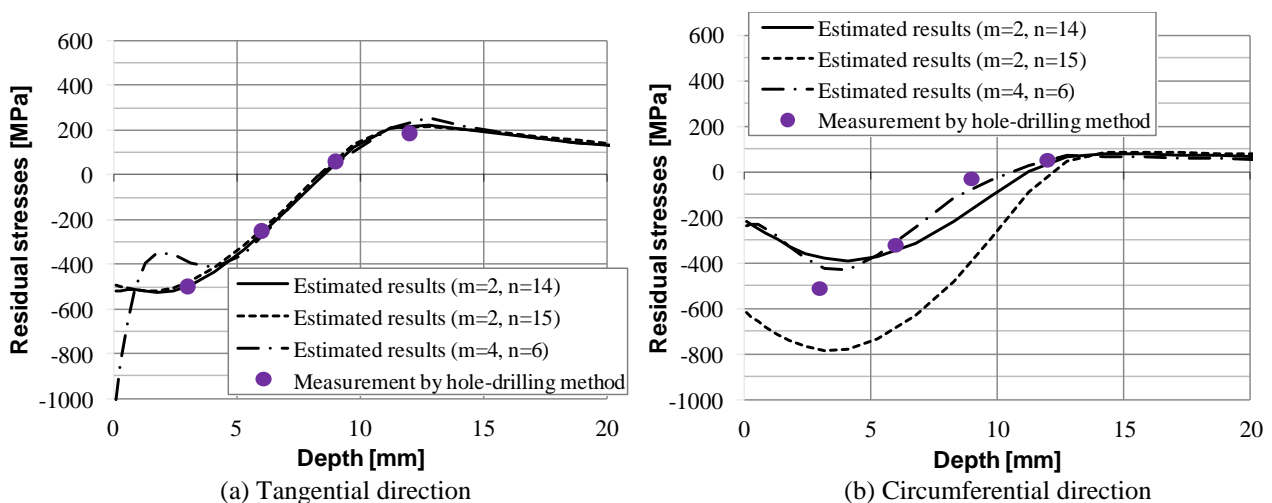 600
400
200
0
-200
-400
-600
-800
-1000
Residual stresses [MPa]
Estimated results (m=2, n=14)
Estimated results (m=2, n=15)
Estimated results (m=4, n=6)
Measurement by hole-drilling method
0 5 10 15 20
Depth [mm]
(a) Tangential direction
600
400
200
0
-200
-400
-600
-800
-1000
Residual stresses [MPa]
Estimated results (m=2, n=14)
Estimated results (m=2, n=15)
Estimated results (m=4, n=6)
Measurement by hole-drilling method
0 5 10 15 20
Depth [mm]
(b) Circumferential direction